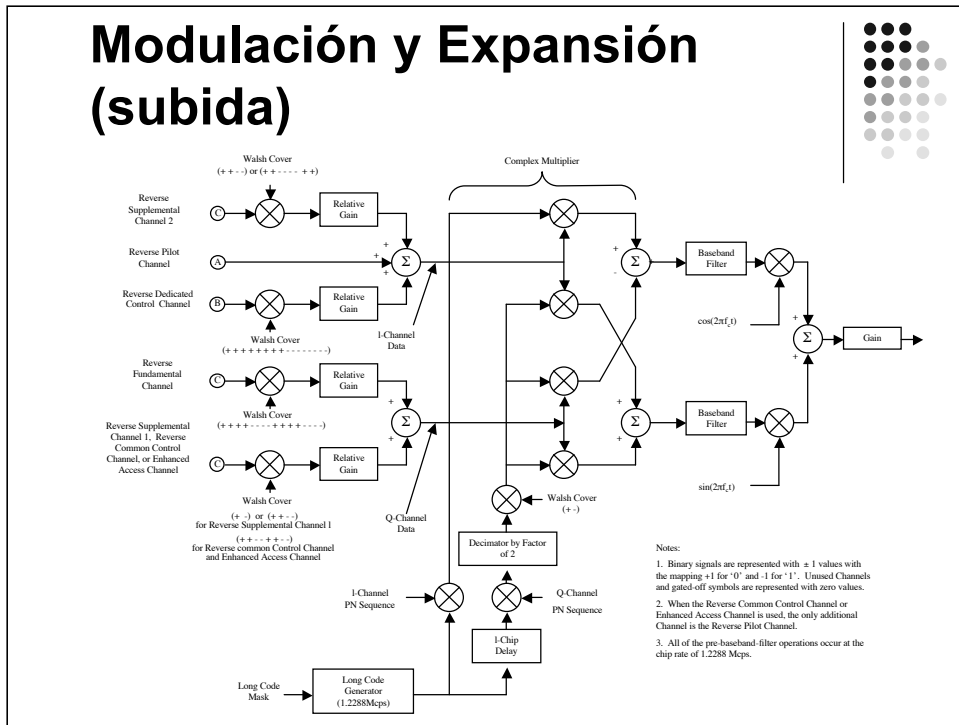 Modulación y Expansión
(subida)
Walsh Cover
(+ + - -) or (+ + - - - - + +)
Complex Multiplier
Reverse
Supplemental
Channel 2
C
Relative
Gain
Reverse Pilot
Channel
A
+
+
+
Σ
Reverse Dedicated
Control Channel
B
Relative
Gain
I-Channel
Data
Walsh Cover
(+ + + + + + + + - - - - - - - -)
Reverse
Fundamental
Channel
C
Relative
Gain
Walsh Cover
(+ + + + - - - - + + + + - - - -)
+
+
Σ
Reverse Supplemental
Channel 1, Reverse
Common Control
Channel, or Enhanced
Access Channel
C
Relative
Gain
Walsh Cover
(+ -) or (+ + - -)
for Reverse Supplemental Channel l
(+ + - - + + - -)
for Reverse common Control Channel
and Enhanced Access Channel
Q-Channel
Data
+
-
Σ
Baseband
Filter
cos(2πf_ct)
+
+
Σ
Gain
+
+
Σ
Baseband
Filter
sin(2πf_ct)
Walsh Cover
(+ -)
Decimator by Factor
of 2
l-Channel
PN Sequence
Q-Channel
PN Sequence
l-Chip
Delay
Long Code
Mask
Long Code
Generator
(1.2288Mcps)
Notes:
1. Binary signals are represented with ± 1 values with
the mapping +1 for ‘0’ and -1 for ‘1’. Unused Channels
and gated-off symbols are represented with zero values.
2. When the Reverse Common Control Channel or
Enhanced Access Channel is used, the only additional
Channel is the Reverse Pilot Channel.
3. All of the pre-baseband-filter operations occur at the
chip rate of 1.2288 Mcps.